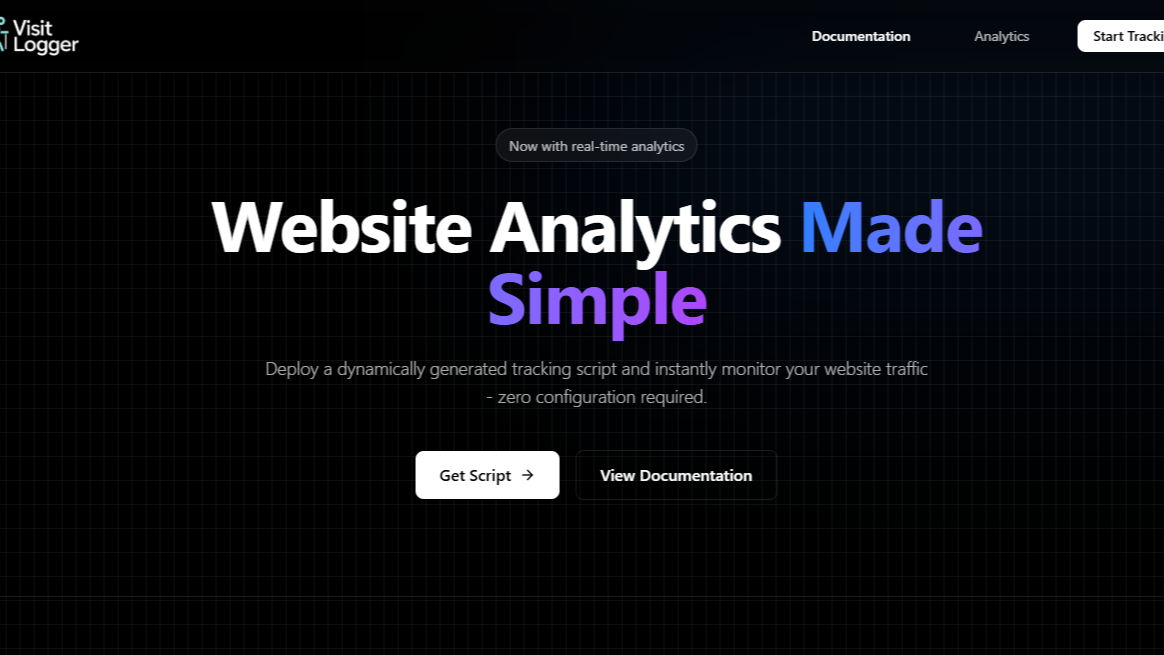 Visit
Logger
Documentation
Analytics
Start Tracki
Now with real-time analytics
Website Analytics Made
Simple
Deploy a dynamically generated tracking script and instantly monitor your website traffic
- zero configuration required.
Get Script →
View Documentation